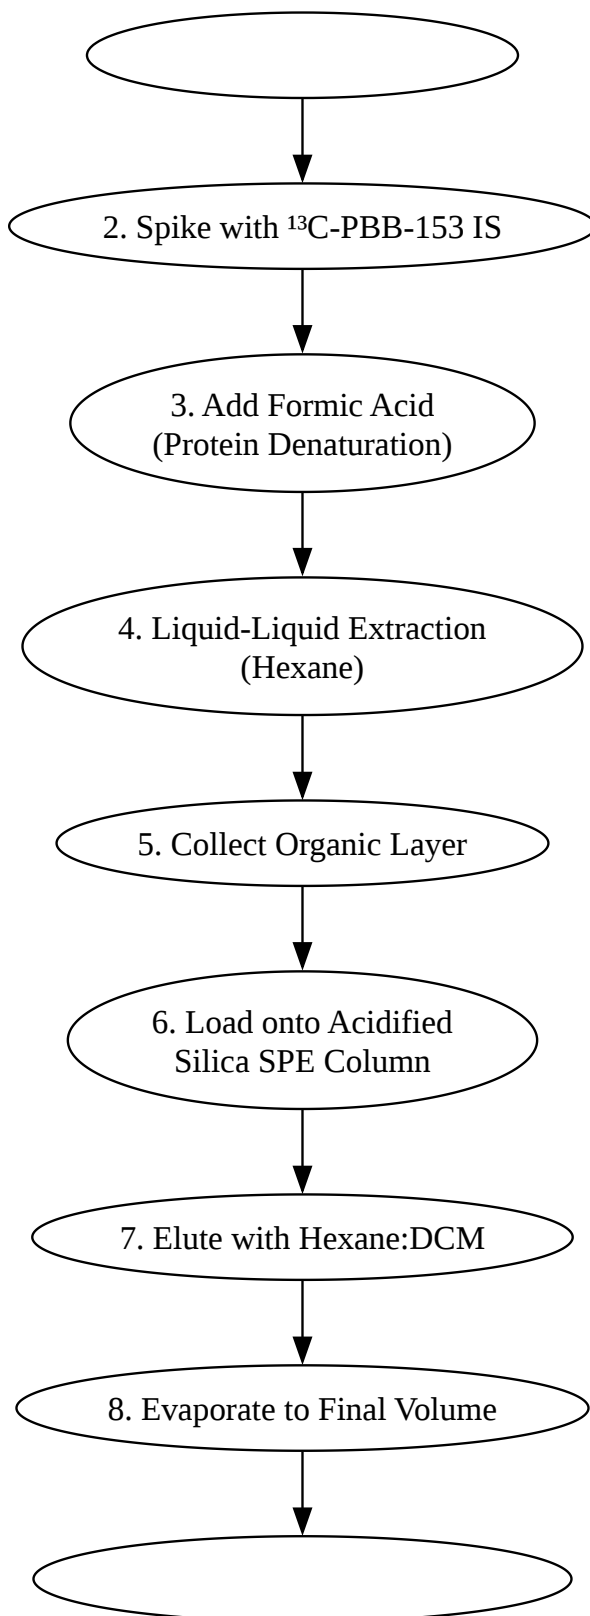 2. Spike with ¹³C-PBB-153 IS
3. Add Formic Acid
(Protein Denaturation)
4. Liquid-Liquid Extraction
(Hexane)
5. Collect Organic Layer
6. Load onto Acidified
Silica SPE Column
7. Elute with Hexane:DCM
8. Evaporate to Final Volume